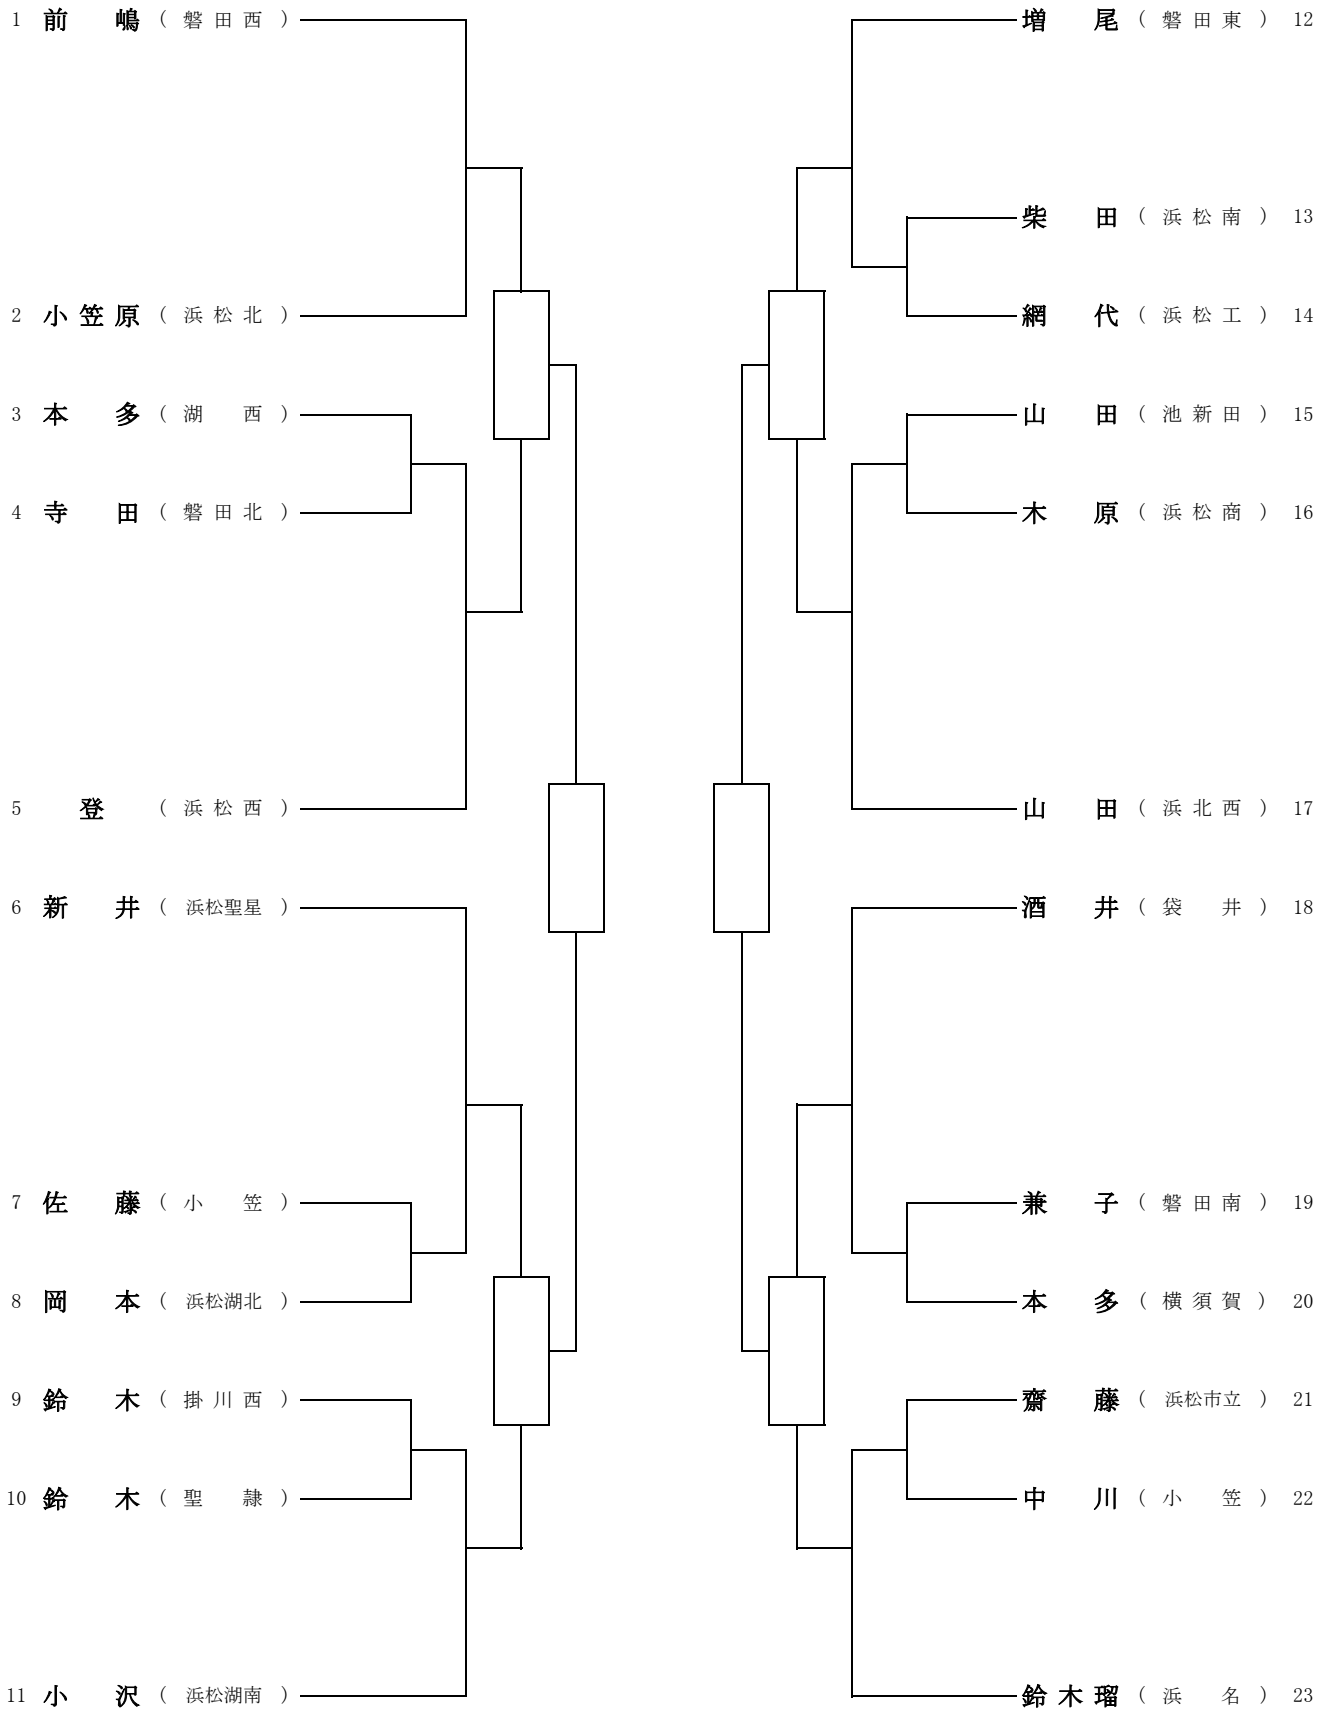 1 前嶋 (磐田西)
2 小笠原 (浜松北)
3 本多 (湖西)
4 寺田 (磐田北)
5 登 (浜松西)
6 新井 (浜松聖星)
7 佐藤 (小笠)
8 岡本 (浜松湖北)
9 鈴木 (掛川西)
10 鈴木 (聖隷)
11 小沢 (浜松湖南)
増尾 (磐田東) 12
柴田 (浜松南) 13
網代 (浜松工) 14
山田 (池新田) 15
木原 (浜松商) 16
山田 (浜北西) 17
酒井 (袋井) 18
兼子 (磐田南) 19
本多 (横須賀) 20
齋藤 (浜松市立) 21
中川 (小笠) 22
鈴木瑠 (浜名) 23